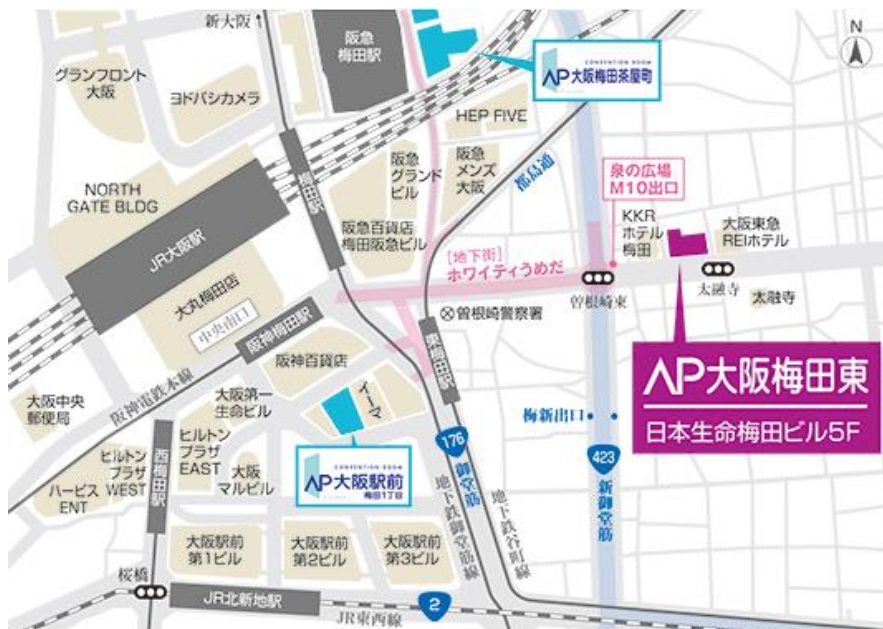 新大阪↑
阪急
梅田駅
CONVENTION ROOM
AP大阪梅田茶屋町
N
グランフロント
大阪
ヨドバシカメラ
HEP FIVE
梅田駅
阪急
グランド
ビル
阪急
メンズ
大阪
泉の広場
M10出口
NORTH
GATE BLDG
KKR
ホテル
梅田
大阪東急
REIホテル
阪急百貨店
梅田阪急ビル
JR大阪駅
[地下街]
ホワイティうめだ
曽根崎東
太融寺
太融寺
大丸梅田店
中央南口
阪神梅田駅
曽根崎警察署
東梅田駅
阪神百貨店
AP大阪梅田東
日本生命梅田ビル5F
阪神電鉄本線
大阪中央
郵便局
大阪第一
生命ビル
イーマ
梅新出口
176
御堂筋
423
新御堂筋
ヒルトン
プラザ
WEST
ヒルトン
プラザ
EAST
西梅田駅
大阪
マルビル
CONVENTION ROOM
AP大阪駅前
梅田1丁目
ハービス
ENT
地下鉄御堂筋線
地下鉄谷町線
大阪駅前
第1ビル
大阪駅前
第2ビル
大阪駅前
第3ビル
桜橋
JR北新地駅
2
JR東西線